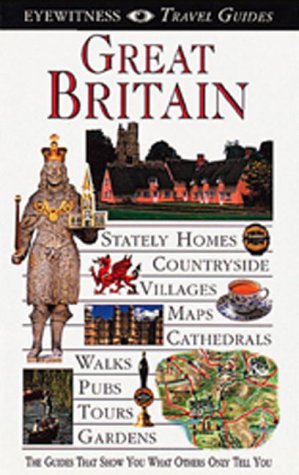 EYEWITNESS TRAVEL GUIDES
GREAT
BRITAIN
STATELY HOMES
COUNTRYSIDE
VILLAGES
MAPS
CATHEDRALS
WALKS
PUBS
TOURS
GARDENS
THE GUIDES THAT SHOW YOU WHAT OTHERS ONLY TELL YOU